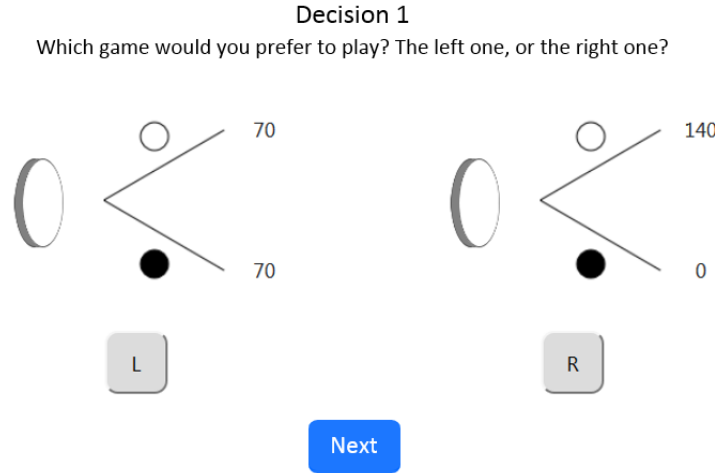 Decision 1
Which game would you prefer to play? The left one, or the right one?
70
140
70
0
L
R
Next